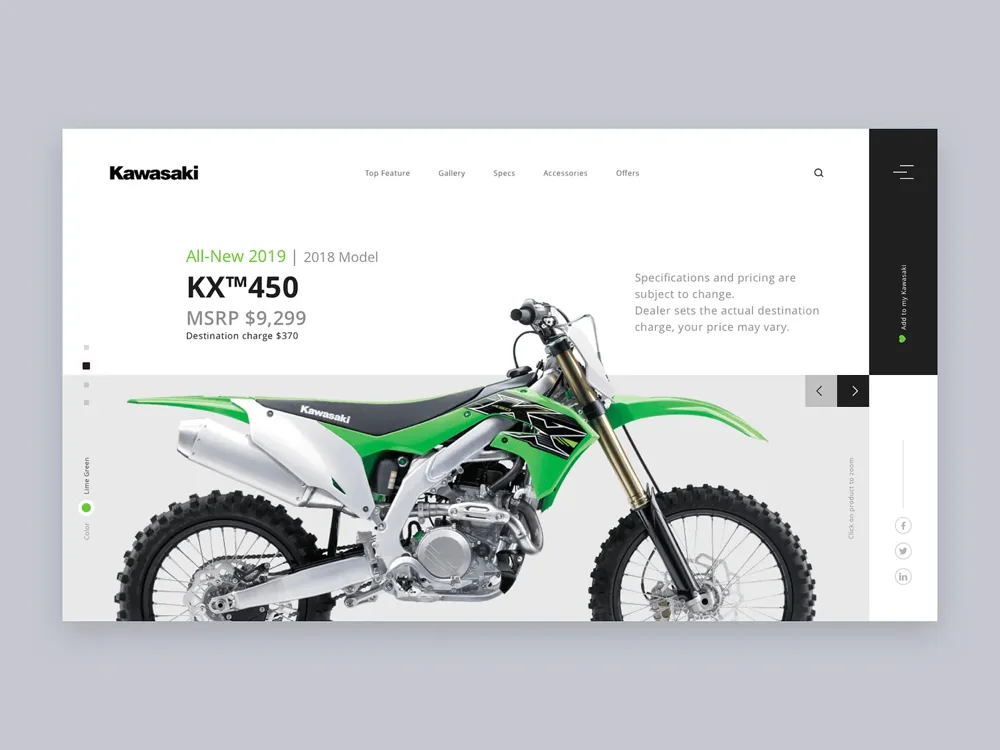 Kawasaki
Top Feature
Gallery
Specs
Accessories
Offers
All-New 2019 | 2018 Model
KX™450
MSRP $9,299
Destination charge $370
Specifications and pricing are
subject to change.
Dealer sets the actual destination
charge, your price may vary.
Add to my Kawasaki
Kawasaki
Lime Green
Color
Click on product to zoom
f
in